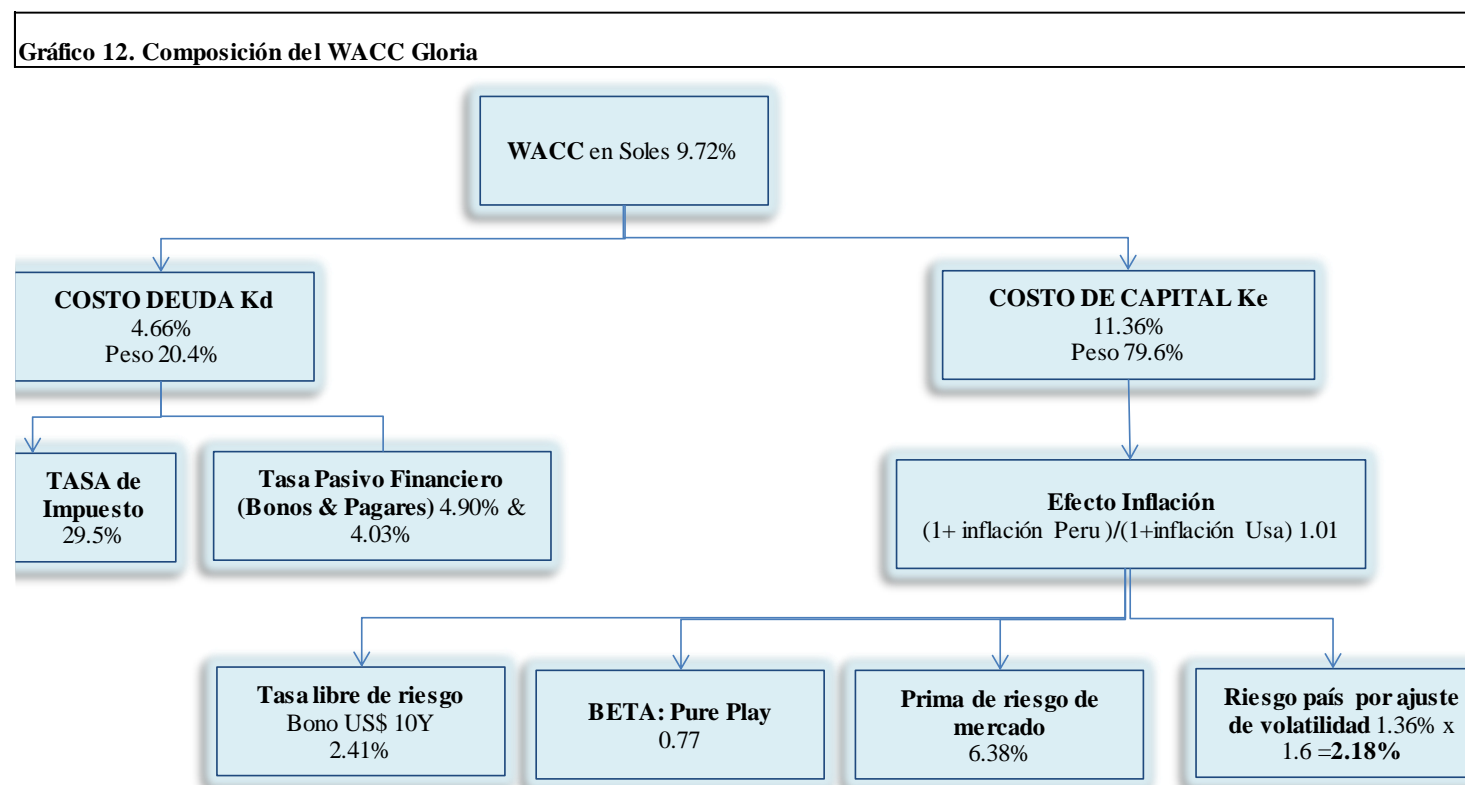 Gráfico 12. Composición del WACC Gloria
WACC en Soles 9.72%
COSTO DEUDA Kd
4.66%
Peso 20.4%
COSTO DE CAPITAL Ke
11.36%
Peso 79.6%
TASA de
Impuesto
29.5%
Tasa Pasivo Financiero
(Bonos & Pagares) 4.90% &
4.03%
Efecto Inflación
(1+ inflación Peru )/(1+inflación Usa) 1.01
Tasa libre de riesgo
Bono US$ 10Y
2.41%
BETA: Pure Play
0.77
Prima de riesgo de
mercado
6.38%
Riesgo país por ajuste
de volatilidad 1.36% x
1.6 =2.18%